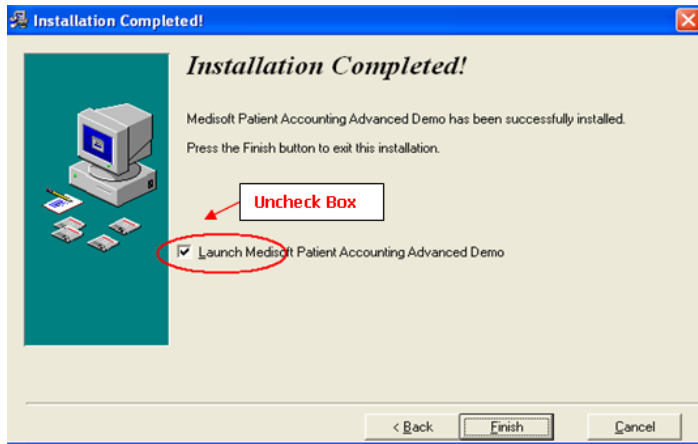 Installation Completed!
Installation Completed!
Medisoft Patient Accounting Advanced Demo has been successfully installed.
Press the Finish button to exit this installation.
Uncheck Box
Launch Medisoft Patient Accounting Advanced Demo
< Back Finish Cancel